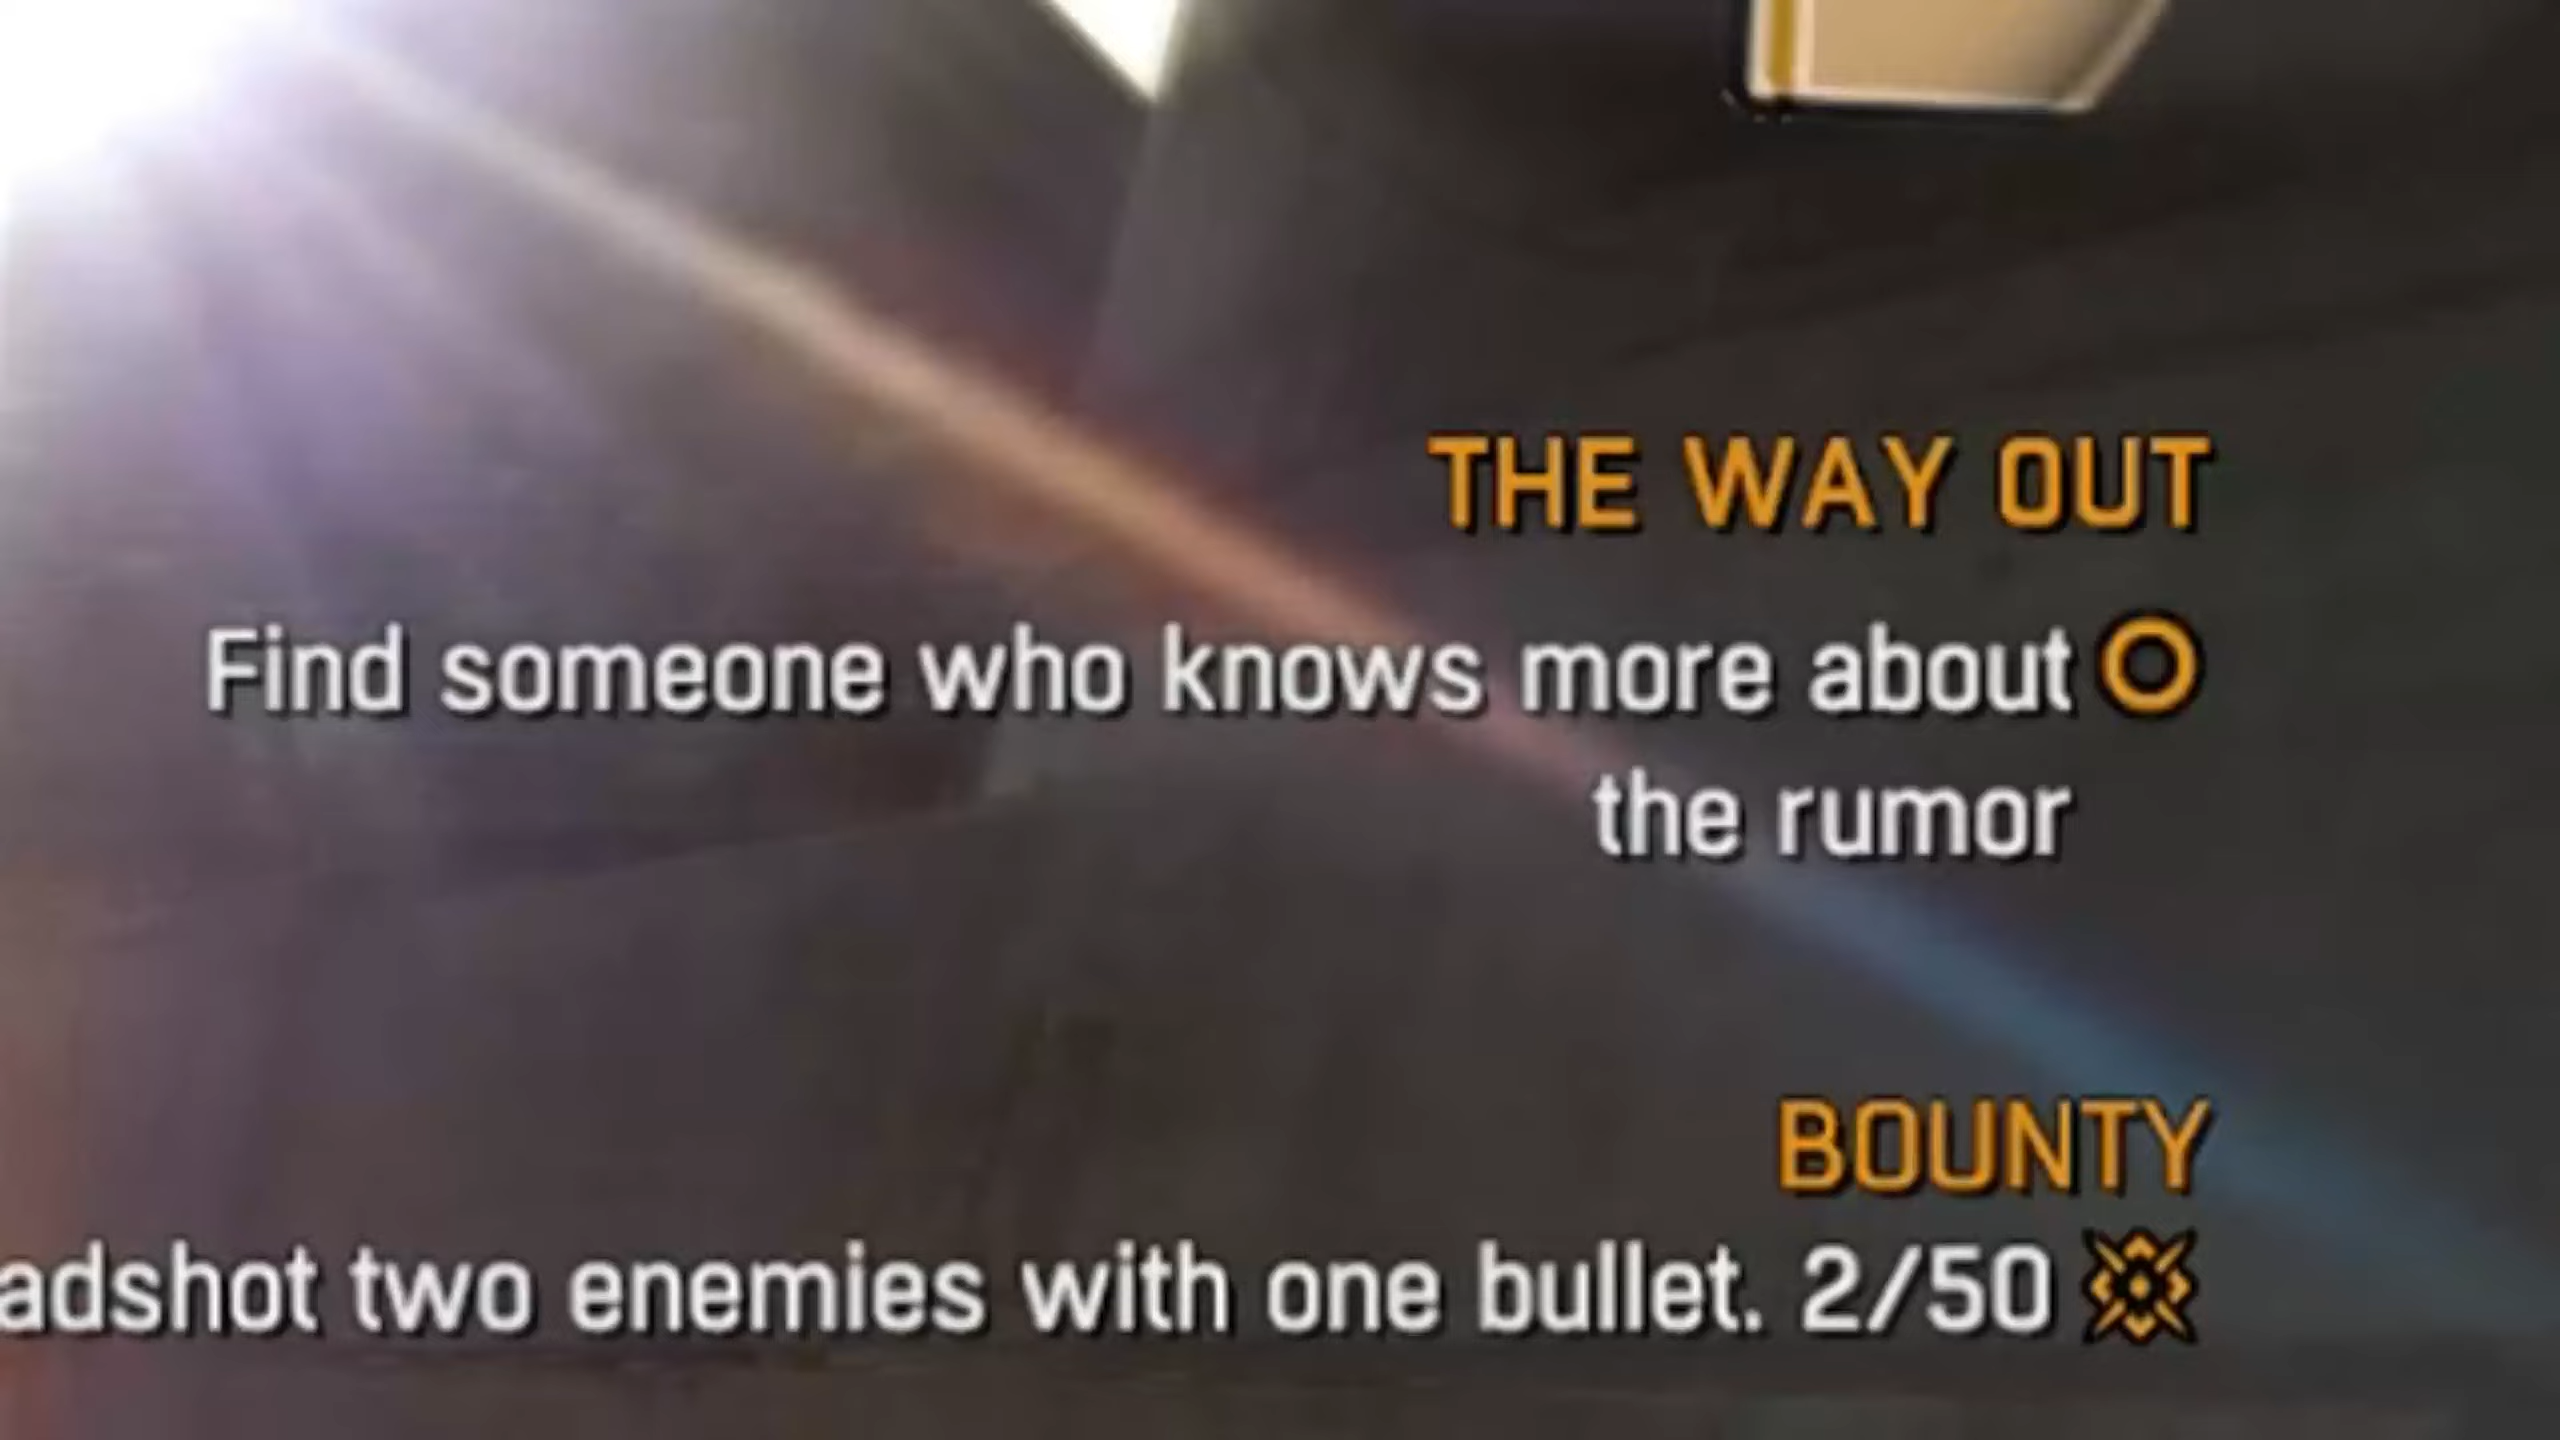 THE WAY OUT
Find someone who knows more about
the rumor
BOUNTY
adshot two enemies with one bullet. 2/50